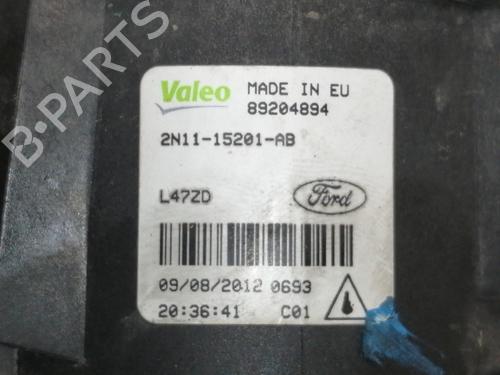 B-PARTS
Valeo MADE IN EU
89204894
2N11-15201-AB
L47ZD Ford
09/08/2012 0693
20:36:41 C01
B-PARTS